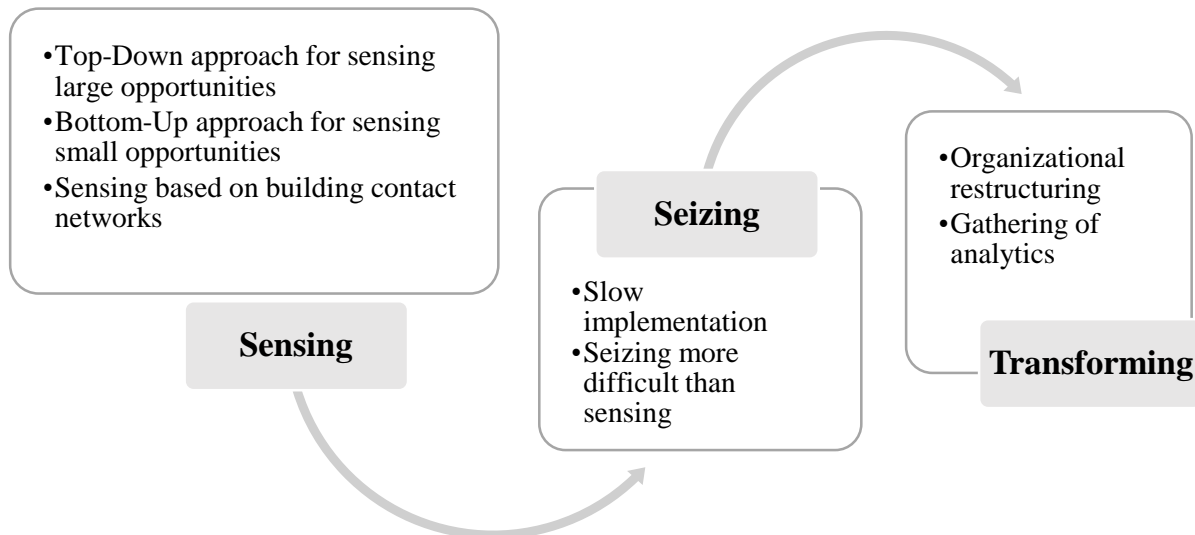 •Top-Down approach for sensing
large opportunities
•Bottom-Up approach for sensing
small opportunities
•Sensing based on building contact
networks
Sensing
Seizing
•Slow
implementation
•Seizing more
difficult than
sensing
•Organizational
restructuring
•Gathering of
analytics
Transforming